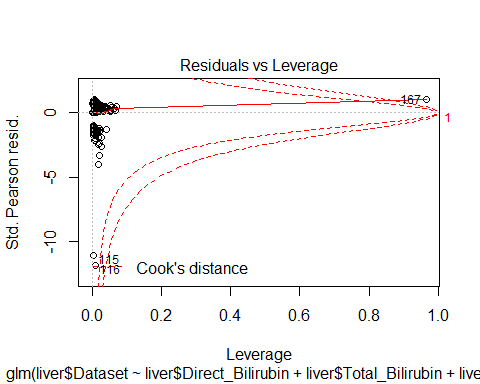 Residuals vs Leverage
Std. Pearson resid.
0
-5
-10
167
1
115
116
Cook's distance
0.0 0.2 0.4 0.6 0.8 1.0
Leverage
glm(liver$Dataset ~ liver$Direct_Bilirubin + liver$Total_Bilirubin + live